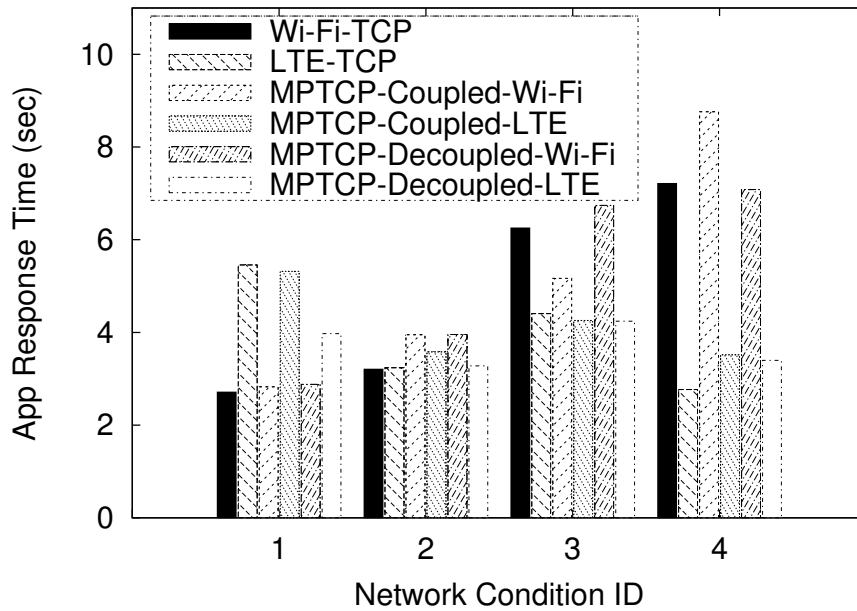 App Response Time (sec)
10
8
6
4
2
0
Wi-Fi-TCP
LTE-TCP
MPTCP-Coupled-Wi-Fi
MPTCP-Coupled-LTE
MPTCP-Decoupled-Wi-Fi
MPTCP-Decoupled-LTE
1 2 3 4
Network Condition ID